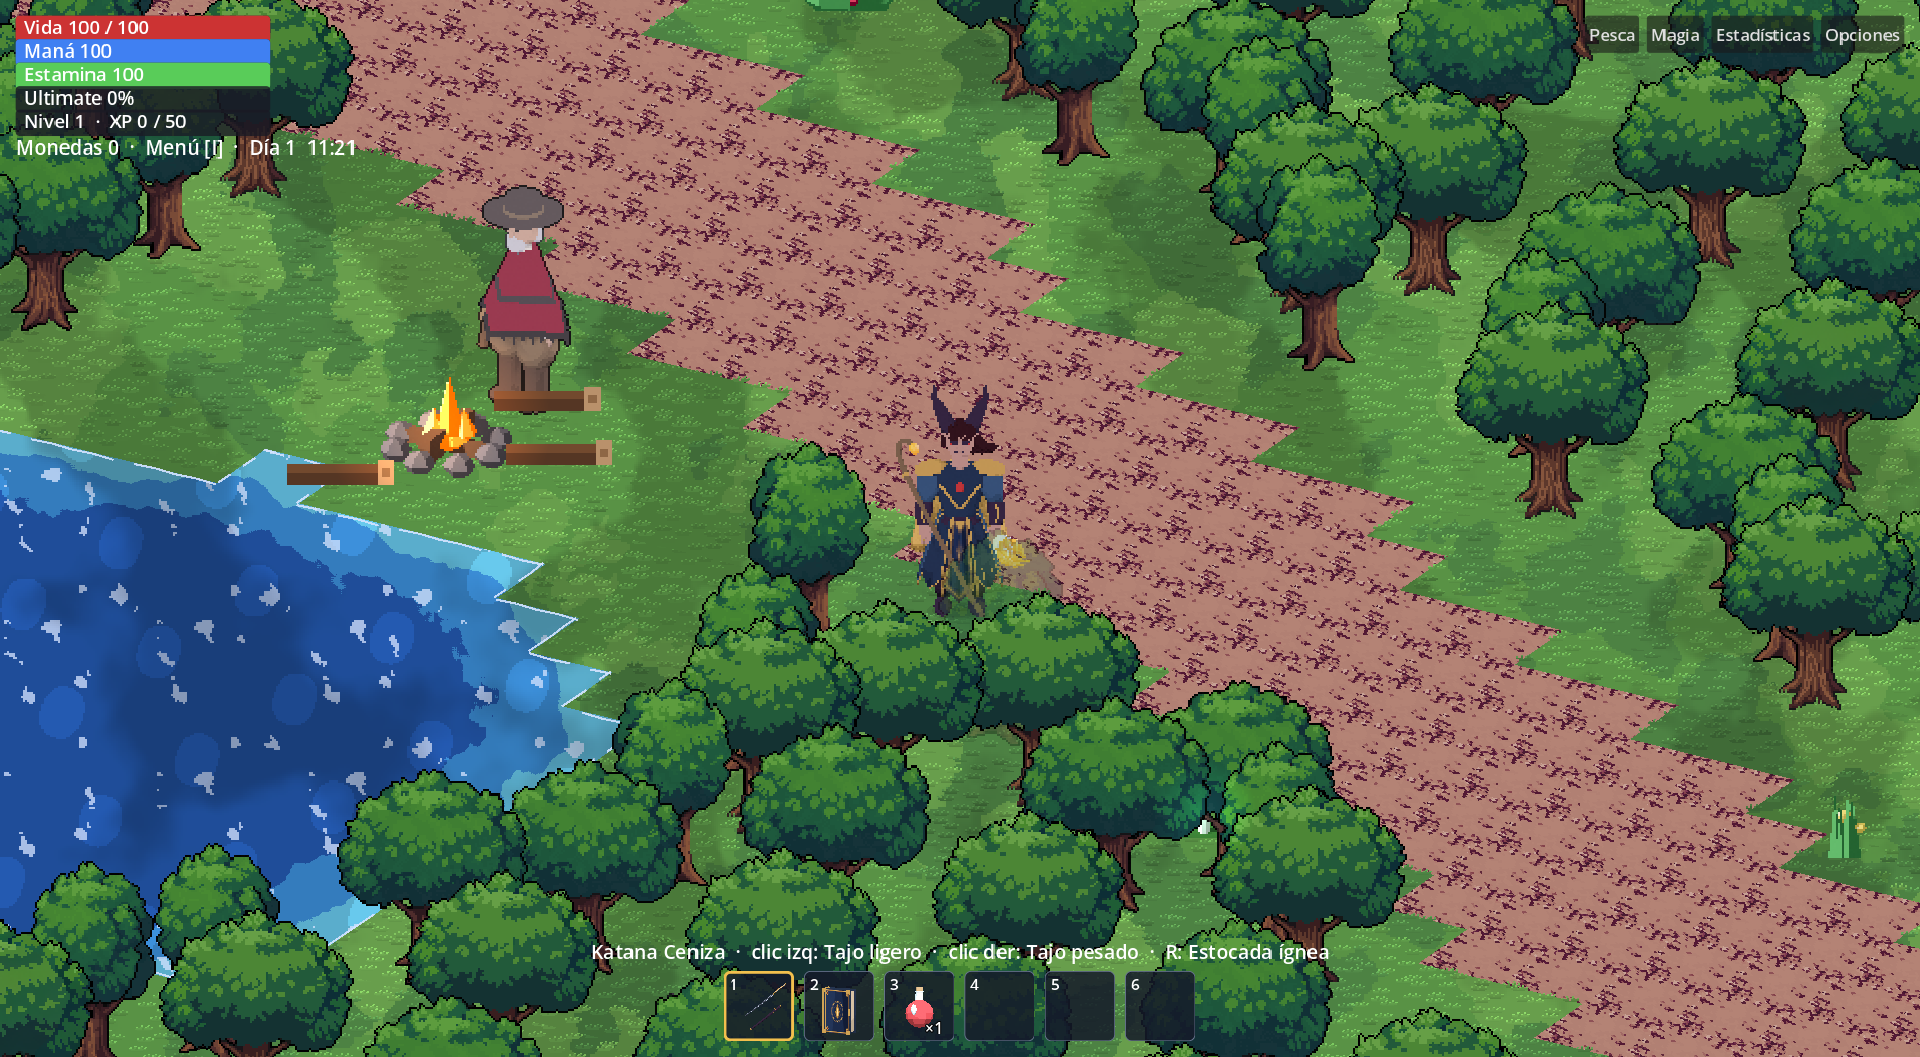 Vida 100 / 100
Maná 100
Estamina 100
Ultimate 0%
Nivel 1 · XP 0 / 50
Monedas 0 · Menú [I] · Día 1 11:21
Pesca Magia Estadísticas Opciones
Katana Ceniza · clic izq: Tajo ligero · clic der: Tajo pesado · R: Estocada ígnea
1 2 3 4 5 6
×1